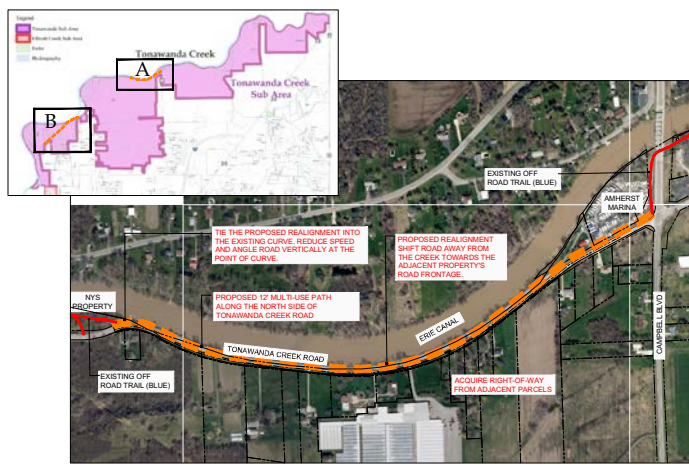 Legend
Tonawanda Sub Area
Ellicott Creek Sub Area
Parks
Hydrography
Tonawanda Creek
A
Tonawanda Creek
Sub Area
B
EXISTING OFF
ROAD TRAIL (BLUE)
AMHERST
MARINA
TIE THE PROPOSED REALIGNMENT INTO
THE EXISTING CURVE. REDUCE SPEED
AND ANGLE ROAD VERTICALLY AT THE
POINT OF CURVE.
PROPOSED REALIGNMENT
SHIFT ROAD AWAY FROM
THE CREEK TOWARDS THE
ADJACENT PROPERTY'S
ROAD FRONTAGE.
NYS
PROPERTY
PROPOSED 12' MULTI-USE PATH
ALONG THE NORTH SIDE OF
TONAWANDA CREEK ROAD
ERIE CANAL
CAMPBELL BLVD
TONAWANDA CREEK ROAD
EXISTING OFF
ROAD TRAIL (BLUE)
ACQUIRE RIGHT-OF-WAY
FROM ADJACENT PARCELS